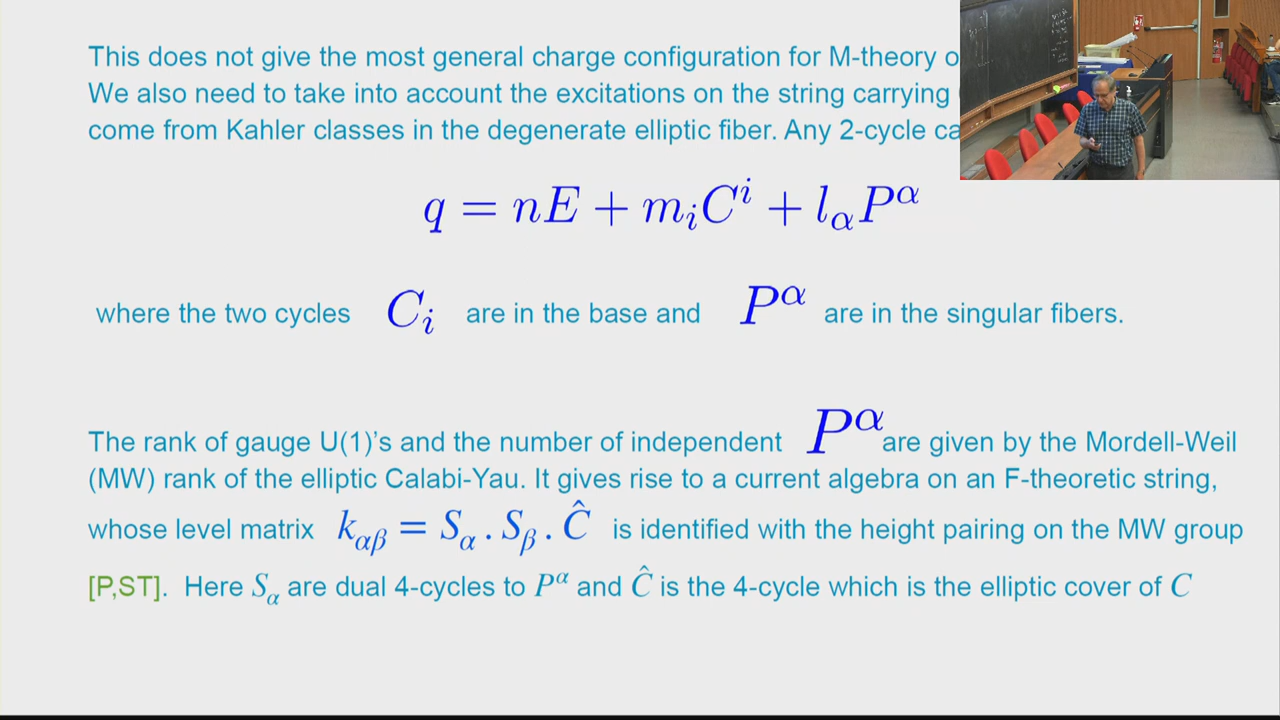 This does not give the most general charge configuration for M-theory
We also need to take into account the excitations on the string carrying
come from Kahler classes in the degenerate elliptic fiber. Any 2-cycle
q = nE + m_i C^i + l_α P^α
where the two cycles C_i are in the base and P^α are in the singular fibers.
The rank of gauge U(1)'s and the number of independent P^α are given by the Mordell-Weil
(MW) rank of the elliptic Calabi-Yau. It gives rise to a current algebra on an F-theoretic string,
whose level matrix k_{αβ} = S_α . S_β . Ĉ is identified with the height pairing on the MW group
[P,ST]. Here S_α are dual 4-cycles to P^α and Ĉ is the 4-cycle which is the elliptic cover of C